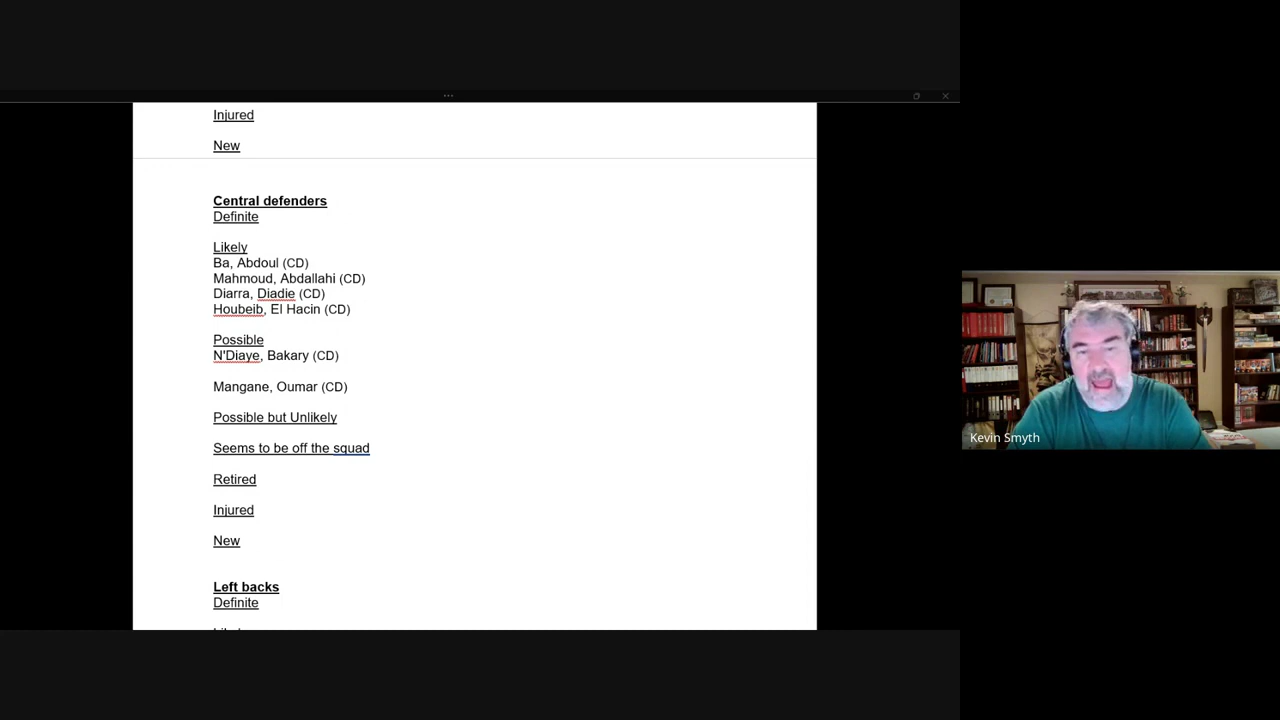 Injured
New
Central defenders
Definite
Likely
Ba, Abdoul (CD)
Mahmoud, Abdallahi (CD)
Diarra, Diadie (CD)
Houbeib, El Hacin (CD)
Possible
N'Diaye, Bakary (CD)
Mangane, Oumar (CD)
Possible but Unlikely
Seems to be off the squad
Retired
Injured
New
Left backs
Definite
Kevin Smyth